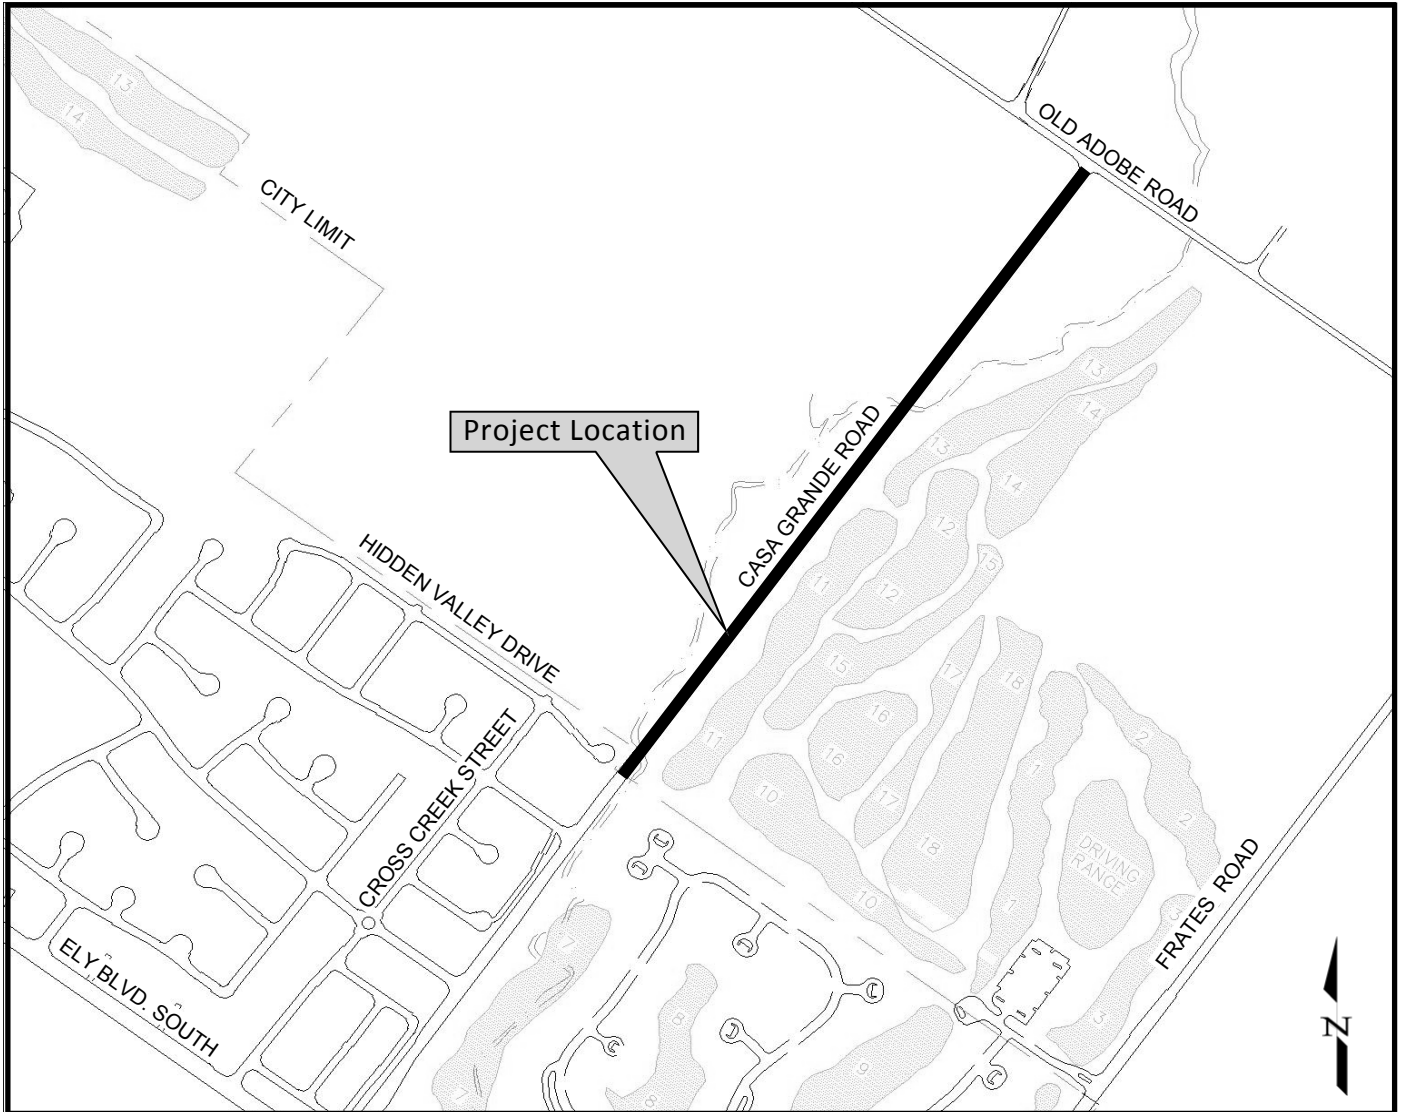 13
14
OLD ADOBE ROAD
CITY LIMIT
13
14
Project Location
CASA GRANDE ROAD
13
14
12
HIDDEN VALLEY DRIVE
11
12
15
15
17
18
16
16
CROSS CREEK STREET
11
10
17
1
2
2
18
DRIVING
RANGE
10
1
3
FRATES ROAD
ELY BLVD. SOUTH
7
8
3
N
9
7
8